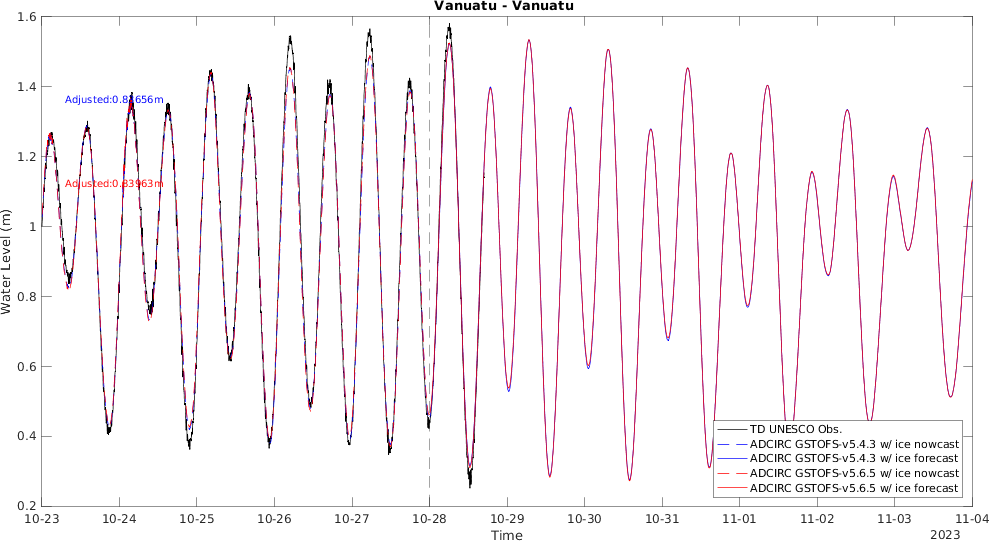 Vanuatu - Vanuatu
1.6
1.4
1.2
1
0.8
0.6
0.4
0.2
Water Level (m)
Adjusted:0.83656m
Adjusted:0.83963m
TD UNESCO Obs.
ADCIRC GSTOFS-v5.4.3 w/ ice nowcast
ADCIRC GSTOFS-v5.4.3 w/ ice forecast
ADCIRC GSTOFS-v5.6.5 w/ ice nowcast
ADCIRC GSTOFS-v5.6.5 w/ ice forecast
10-23 10-24 10-25 10-26 10-27 10-28 10-29 10-30 10-31 11-01 11-02 11-03 11-04
Time
2023